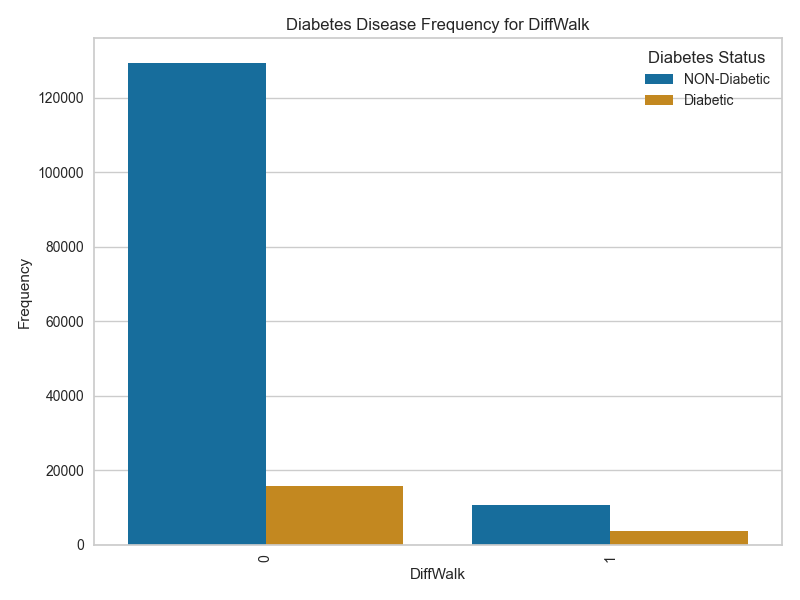 Diabetes Disease Frequency for DiffWalk
Diabetes Status
NON-Diabetic
Diabetic
120000
100000
80000
60000
40000
20000
0
Frequency
0
1
DiffWalk